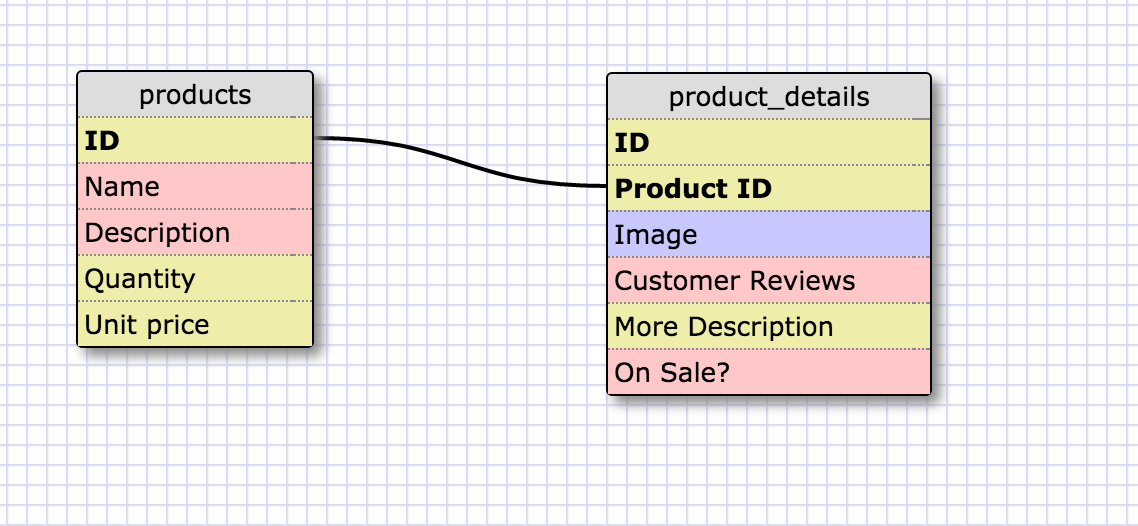 products
ID
Name
Description
Quantity
Unit price
product_details
ID
Product ID
Image
Customer Reviews
More Description
On Sale?